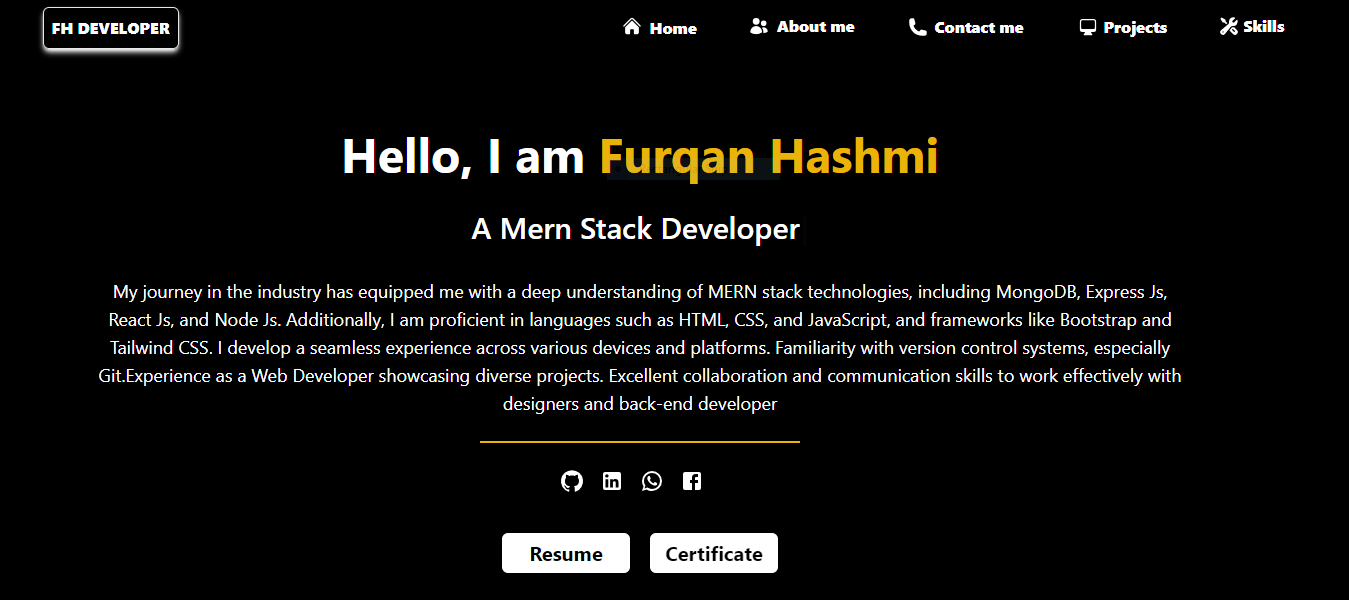 FH DEVELOPER
Home
About me
Contact me
Projects
Skills
Hello, I am Furqan Hashmi
A Mern Stack Developer
My journey in the industry has equipped me with a deep understanding of MERN stack technologies, including MongoDB, Express Js,
React Js, and Node Js. Additionally, I am proficient in languages such as HTML, CSS, and JavaScript, and frameworks like Bootstrap and
Tailwind CSS. I develop a seamless experience across various devices and platforms. Familiarity with version control systems, especially
Git.Experience as a Web Developer showcasing diverse projects. Excellent collaboration and communication skills to work effectively with
designers and back-end developer
Resume
Certificate